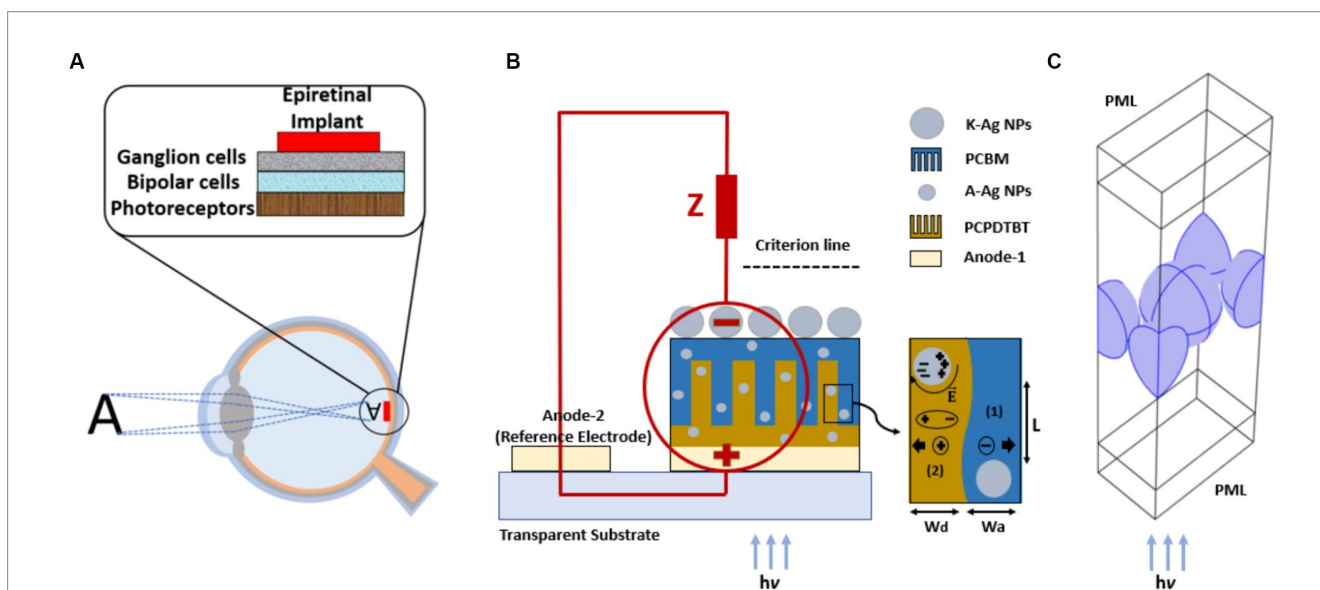 A
Epiretinal
Implant
Ganglion cells
Bipolar cells
Photoreceptors
A
A
B
Z
Criterion line
Anode-2
(Reference Electrode)
Transparent Substrate
hν
K-Ag NPs
PCBM
A-Ag NPs
PCPDTBT
Anode-1
E
(1)
L
(2)
Wd
Wa
C
PML
PML
hν